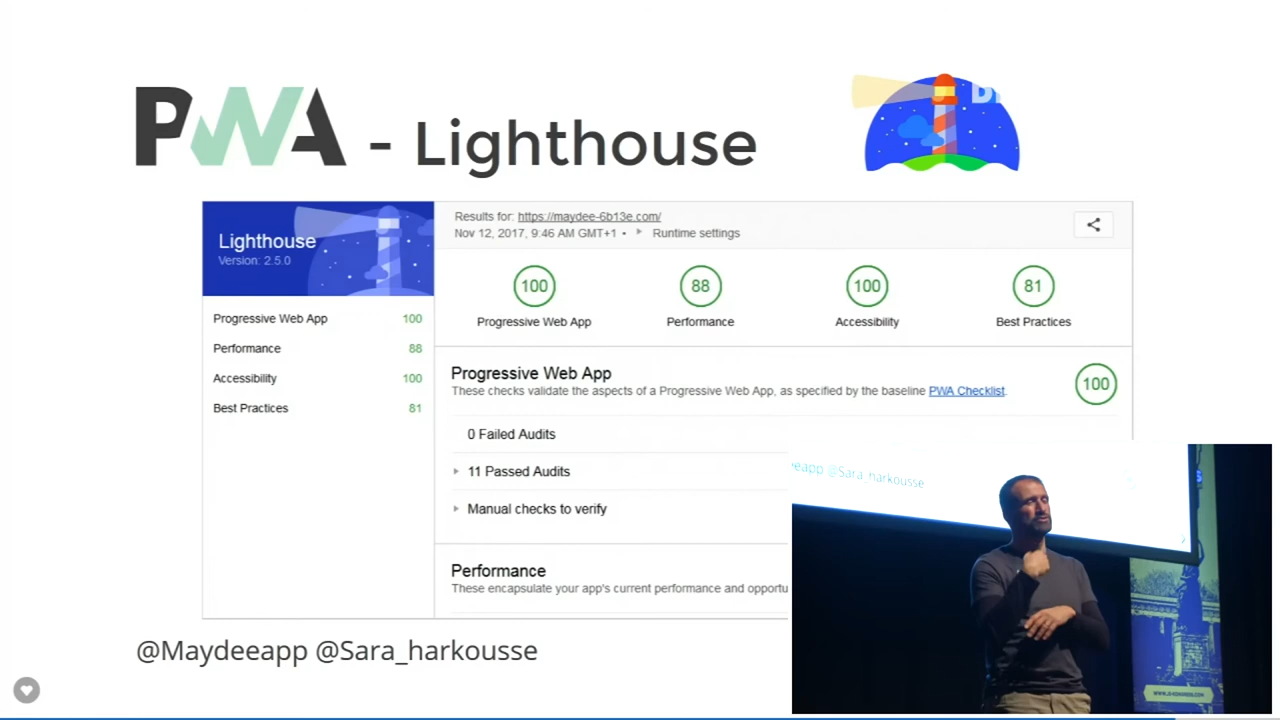 PWA - Lighthouse
Lighthouse
Version: 2.5.0
Progressive Web App 100
Performance 88
Accessibility 100
Best Practices 81
Results for: https://maydee-6b13e.com/
Nov 12, 2017, 9:46 AM GMT+1 • Runtime settings
100 88 100 81
Progressive Web App Performance Accessibility Best Practices
Progressive Web App
These checks validate the aspects of a Progressive Web App, as specified by the baseline PWA Checklist.
100
0 Failed Audits
11 Passed Audits
Manual checks to verify
Performance
These encapsulate your app's current performance and opportu
@Maydeeapp @Sara_harkousse
eeapp @Sara_harkousse